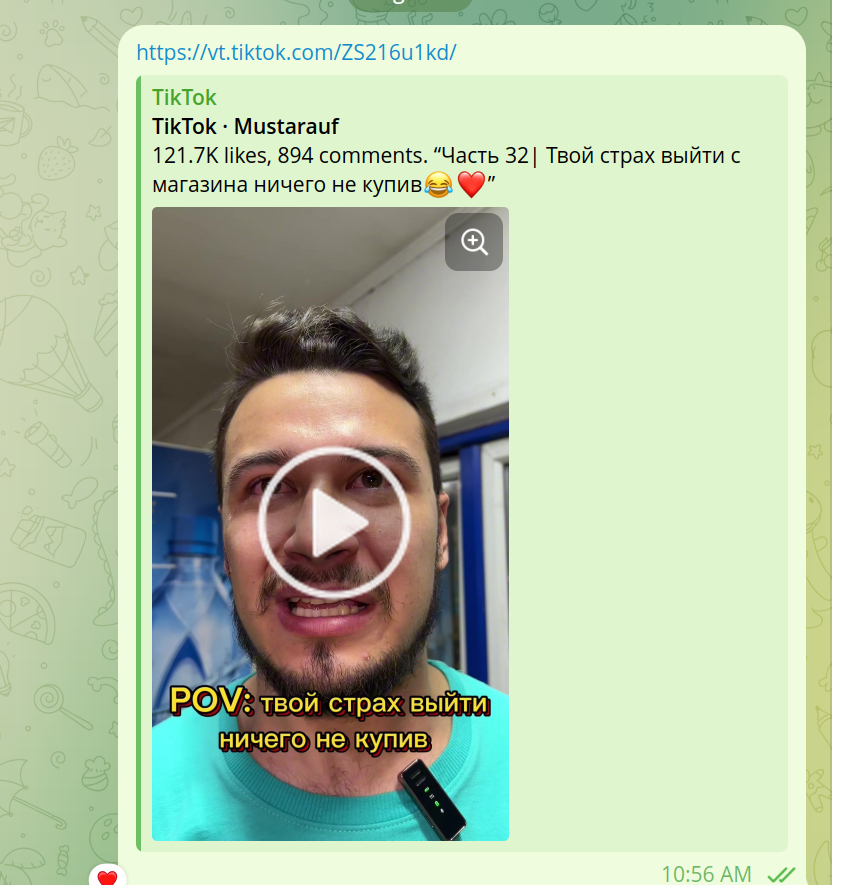 https://vt.tiktok.com/ZS216u1kd/
TikTok
TikTok · Mustarauf
121.7K likes, 894 comments. “Часть 32| Твой страх выйти с
магазина ничего не купив😂❤️”
POV: твой страх выйти
ничего не купив
10:56 AM